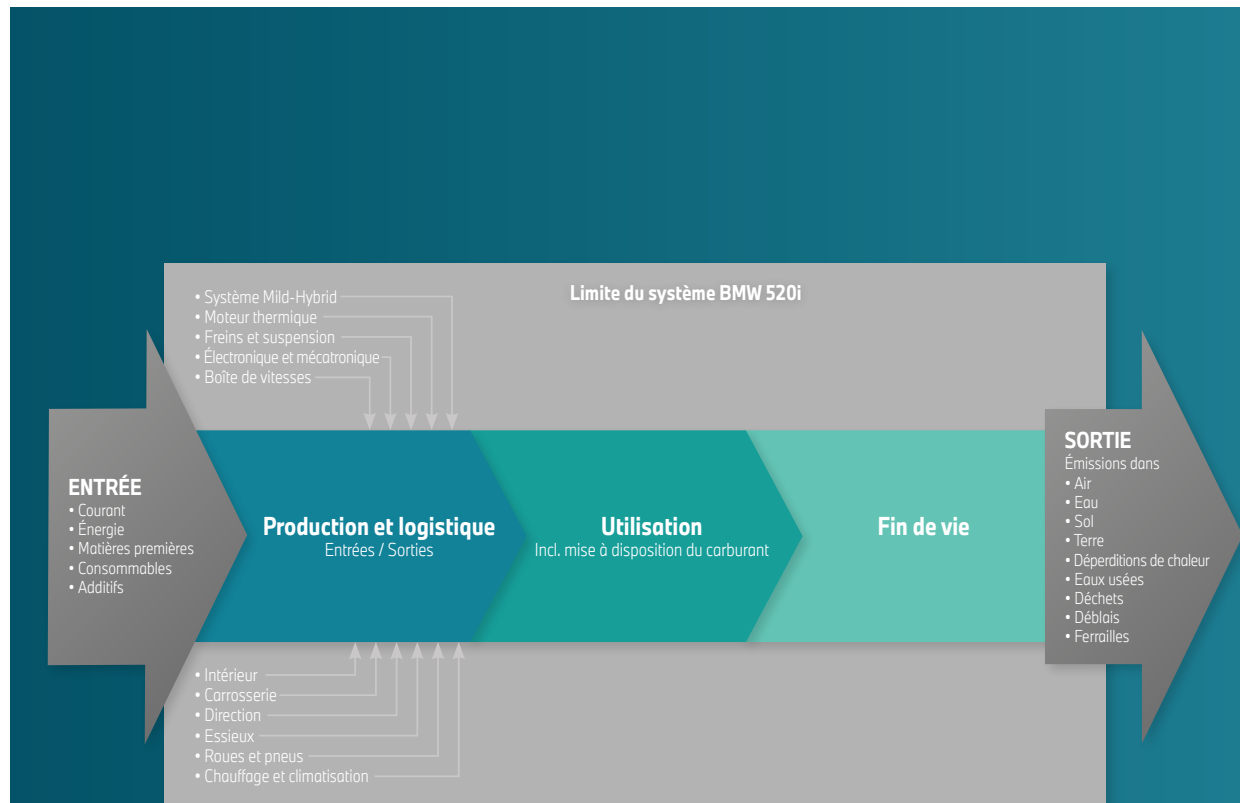 Limite du système BMW 520i
• Système Mild-Hybrid
• Moteur thermique
• Freins et suspension
• Électronique et mécatronique
• Boîte de vitesses
ENTRÉE
• Courant
• Énergie
• Matières premières
• Consommables
• Additifs
Production et logistique
Entrées / Sorties
Utilisation
Incl. mise à disposition du carburant
Fin de vie
SORTIE
Émissions dans
• Air
• Eau
• Sol
• Terre
• Déperditions de chaleur
• Eaux usées
• Déchets
• Déblais
• Ferrailles
• Intérieur
• Carrosserie
• Direction
• Essieux
• Roues et pneus
• Chauffage et climatisation